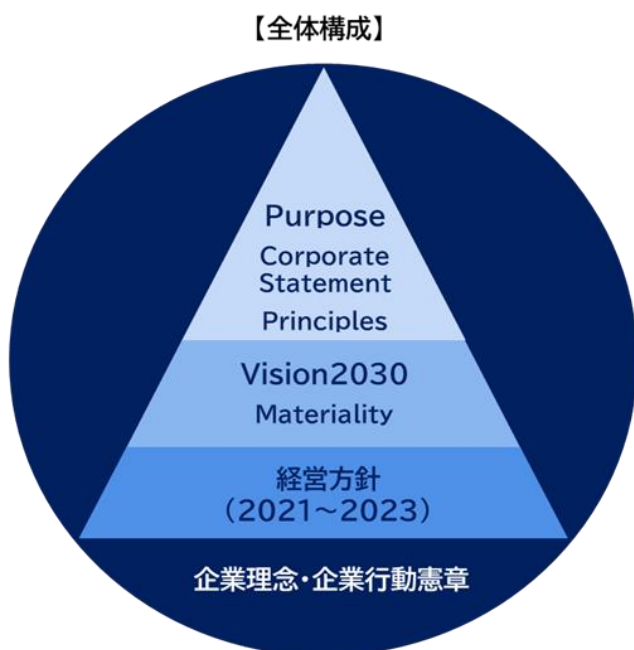 【全体構成】
Purpose
Corporate
Statement
Principles
Vision2030
Materiality
経営方針
（2021～2023）
企業理念・企業行動憲章